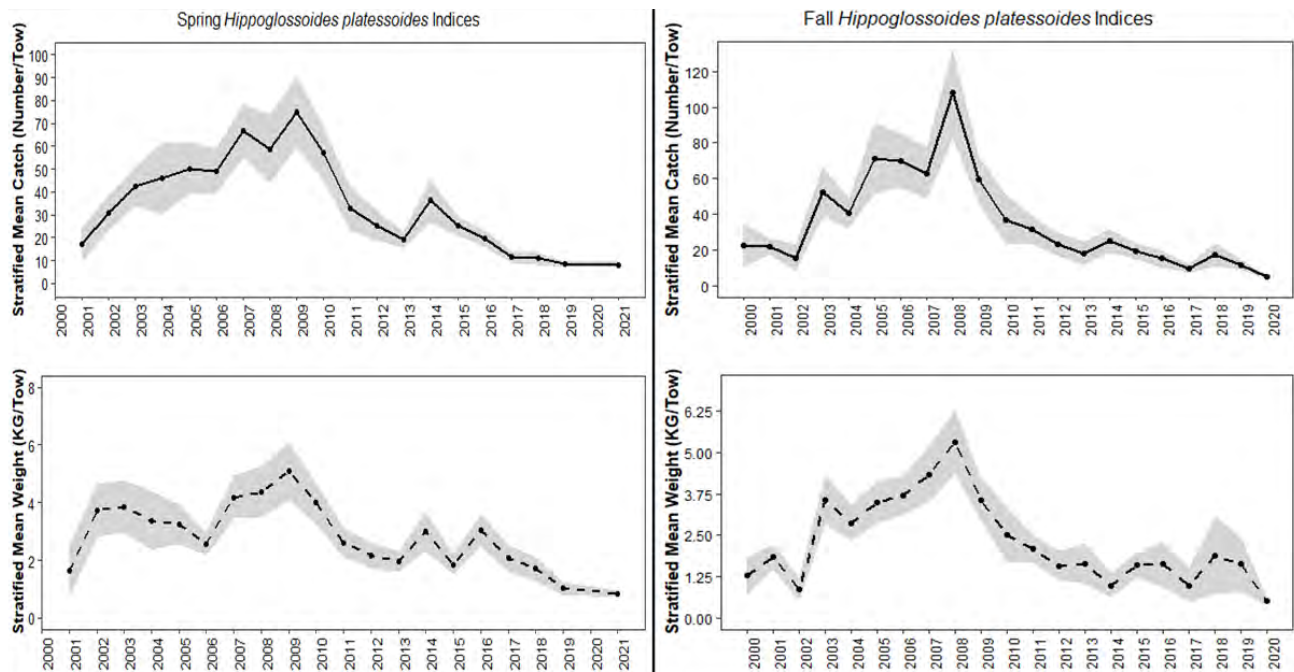 Spring Hippoglossoides platessoides Indices
Stratified Mean Catch (Number/Tow)
100
90
80
70
60
50
40
30
20
10
0
2000 2001 2002 2003 2004 2005 2006 2007 2008 2009 2010 2011 2012 2013 2014 2015 2016 2017 2018 2019 2020 2021
Stratified Mean Weight (KG/Tow)
8
6
4
2
0
2000 2001 2002 2003 2004 2005 2006 2007 2008 2009 2010 2011 2012 2013 2014 2015 2016 2017 2018 2019 2020 2021
Fall Hippoglossoides platessoides Indices
Stratified Mean Catch (Number/Tow)
120
100
80
60
40
20
0
2000 2001 2002 2003 2004 2005 2006 2007 2008 2009 2010 2011 2012 2013 2014 2015 2016 2017 2018 2019 2020
Stratified Mean Weight (KG/Tow)
6.25
5.00
3.75
2.50
1.25
0.00
2000 2001 2002 2003 2004 2005 2006 2007 2008 2009 2010 2011 2012 2013 2014 2015 2016 2017 2018 2019 2020